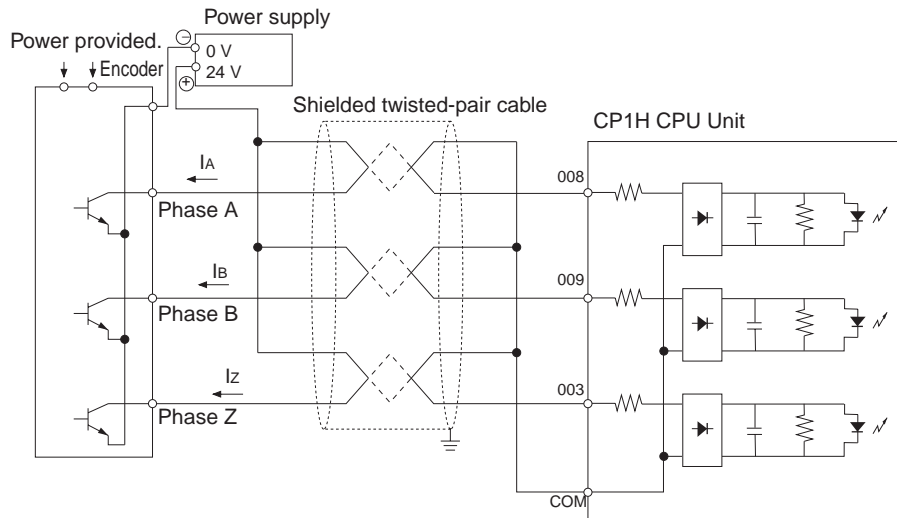 Power supply
Power provided.
Encoder
⊖
0 V
24 V
⊕
Shielded twisted-pair cable
CP1H CPU Unit
IA
Phase A
008
IB
Phase B
009
IZ
Phase Z
003
COM